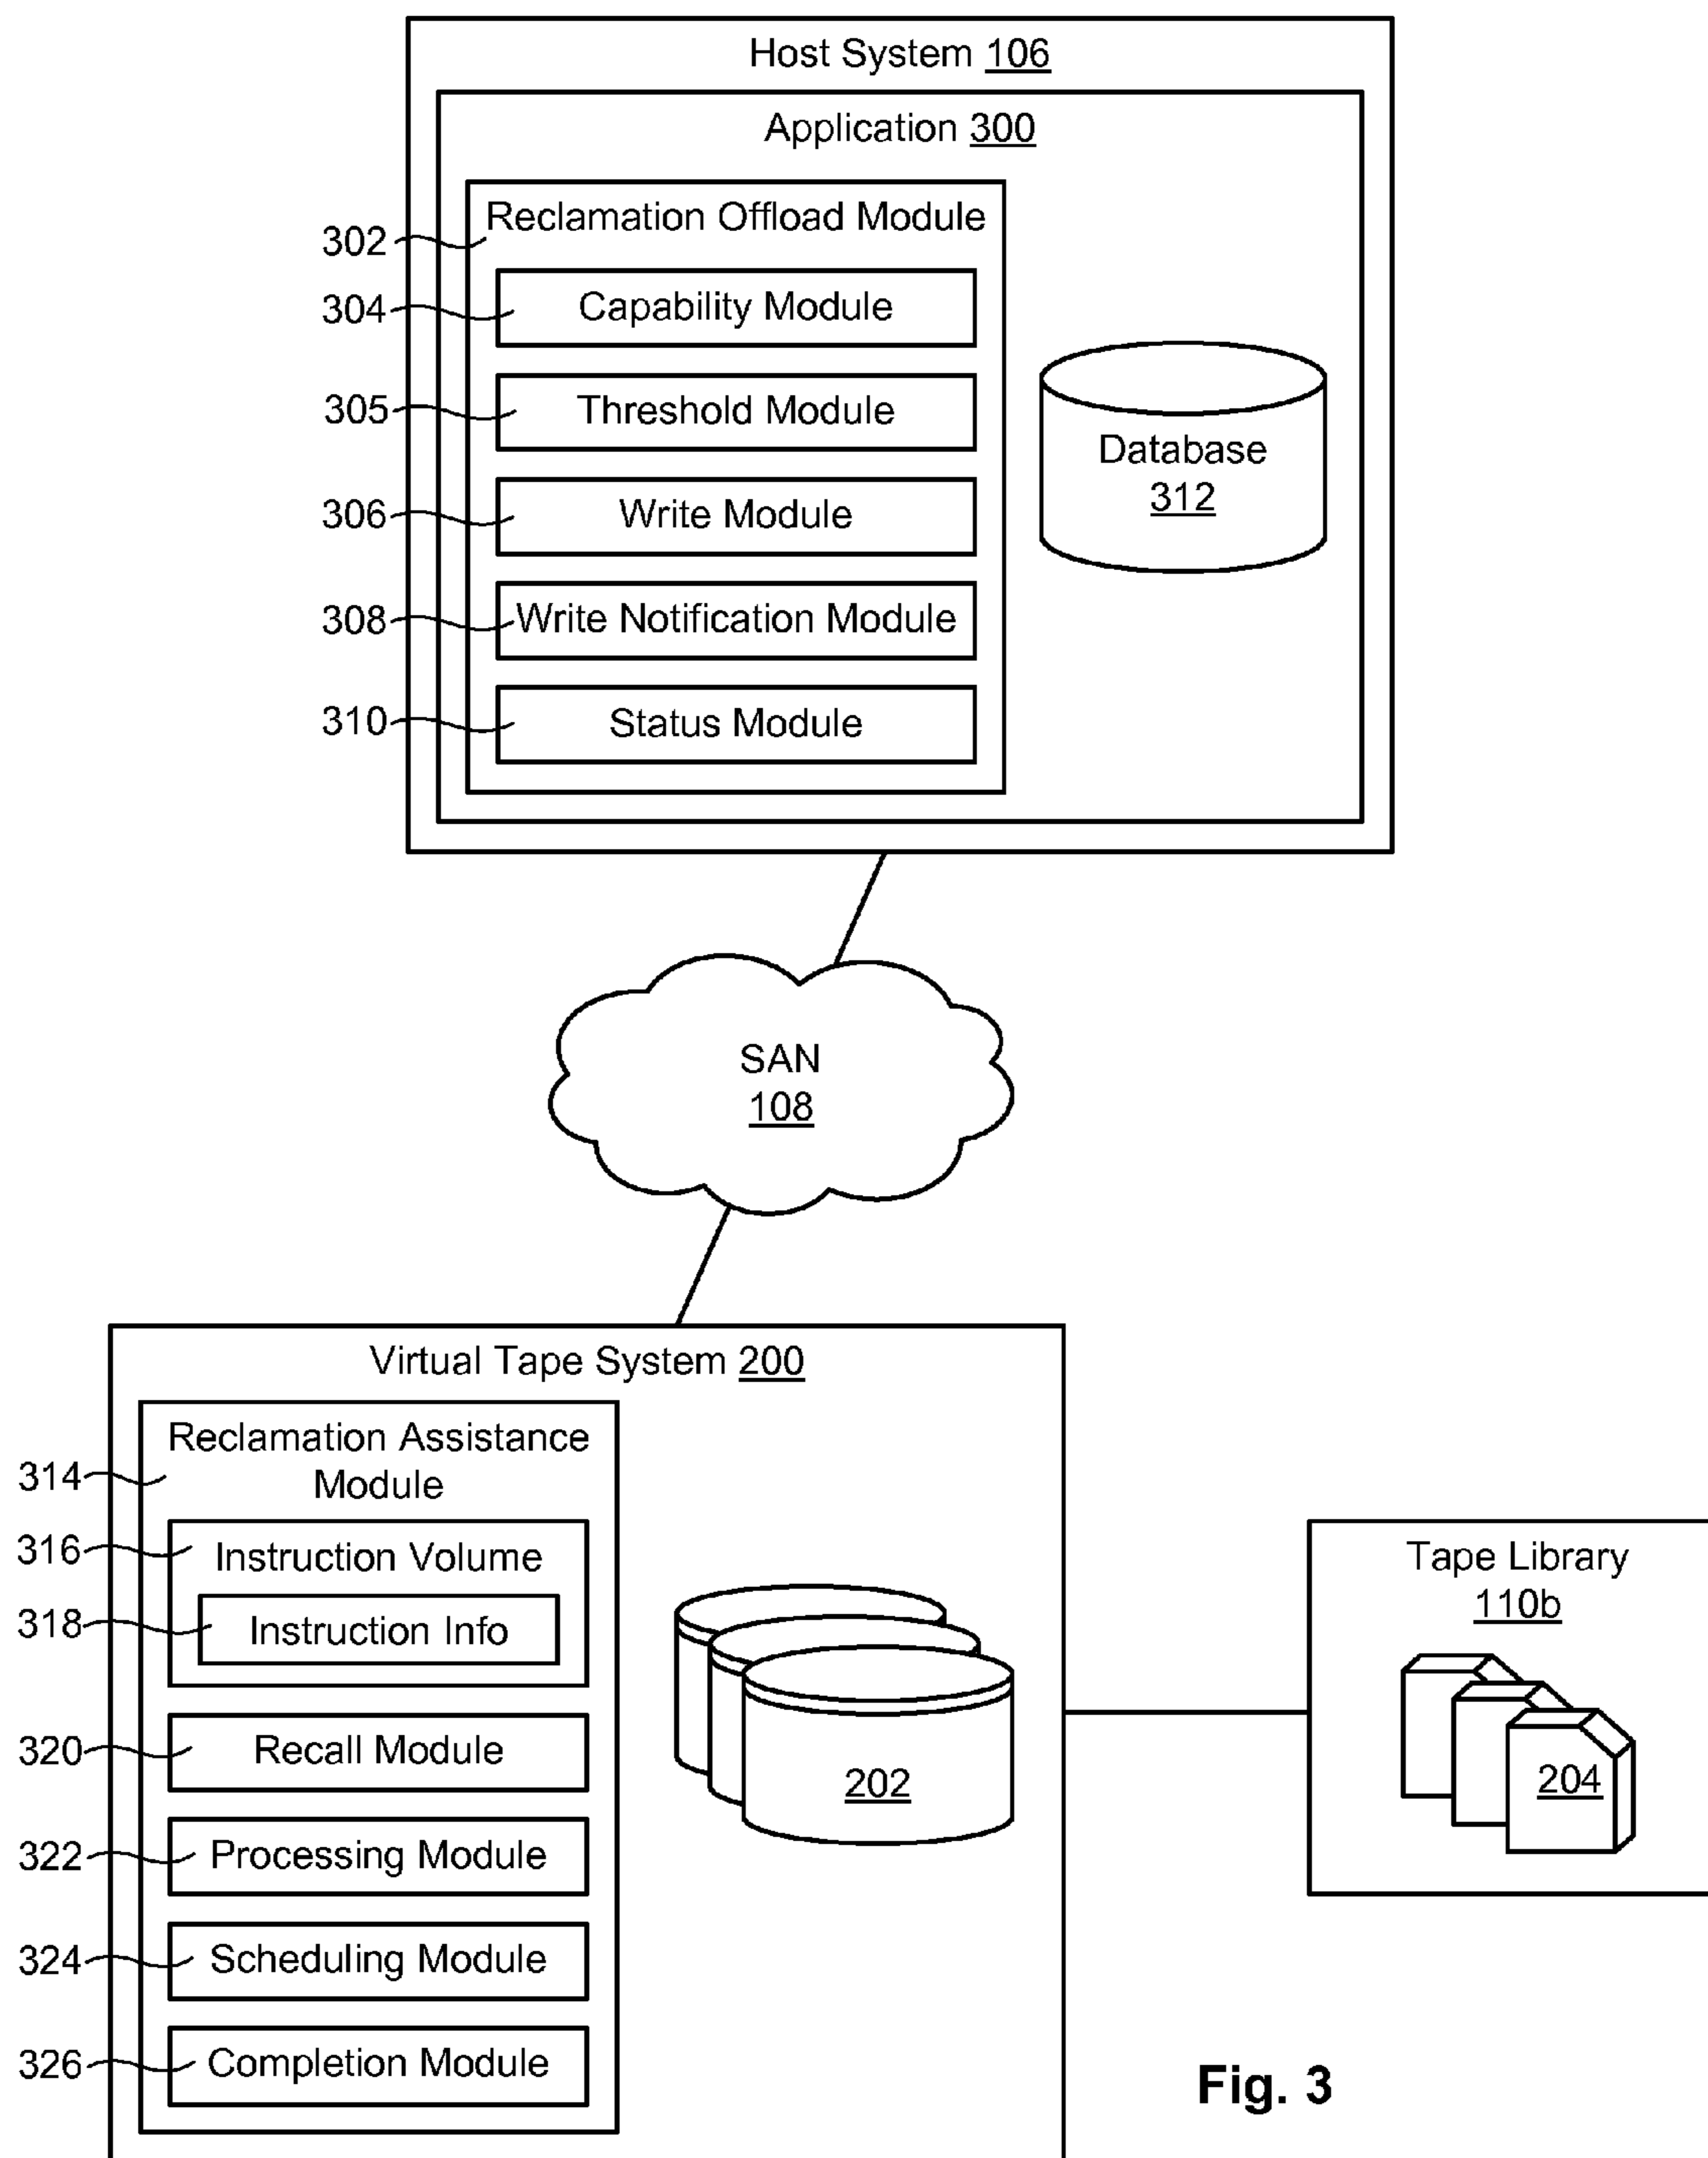 Host System 106
Application 300
Reclamation Offload Module
302
304
Capability Module
305
Threshold Module
306
Write Module
308
Write Notification Module
310
Status Module
Database
312
SAN
108
Virtual Tape System 200
Reclamation Assistance
Module
314
316
Instruction Volume
318
Instruction Info
320
Recall Module
322
Processing Module
324
Scheduling Module
326
Completion Module
202
Tape Library
110b
204
Fig. 3